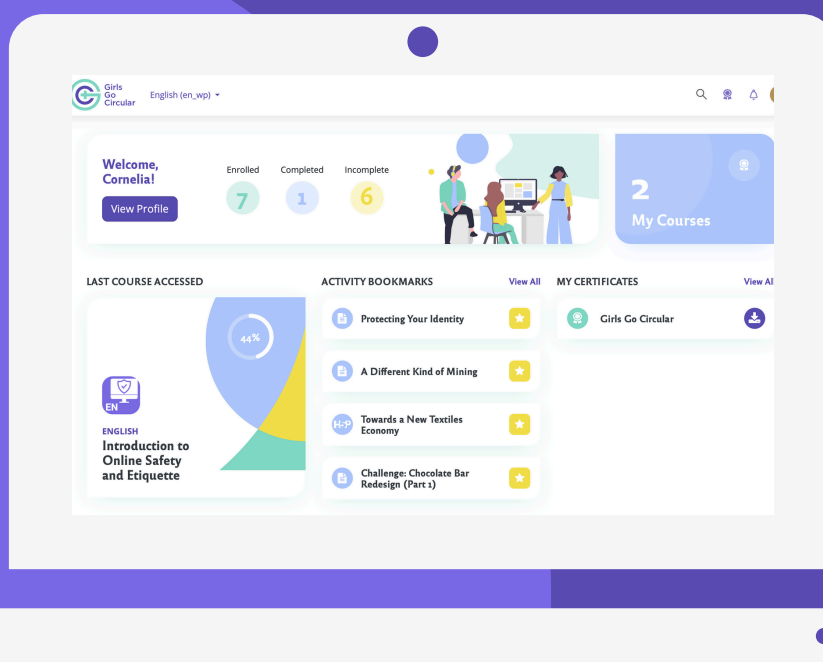 Girls
Go
Circular
English (en_wp)
Welcome,
Cornelia!
View Profile
Enrolled
Completed
Incomplete
7
1
6
2
My Courses
LAST COURSE ACCESSED
44%
EN
ENGLISH
Introduction to
Online Safety
and Etiquette
ACTIVITY BOOKMARKS
View All
Protecting Your Identity
A Different Kind of Mining
H-P
Towards a New Textiles
Economy
Challenge: Chocolate Bar
Redesign (Part 1)
MY CERTIFICATES
View All
Girls Go Circular